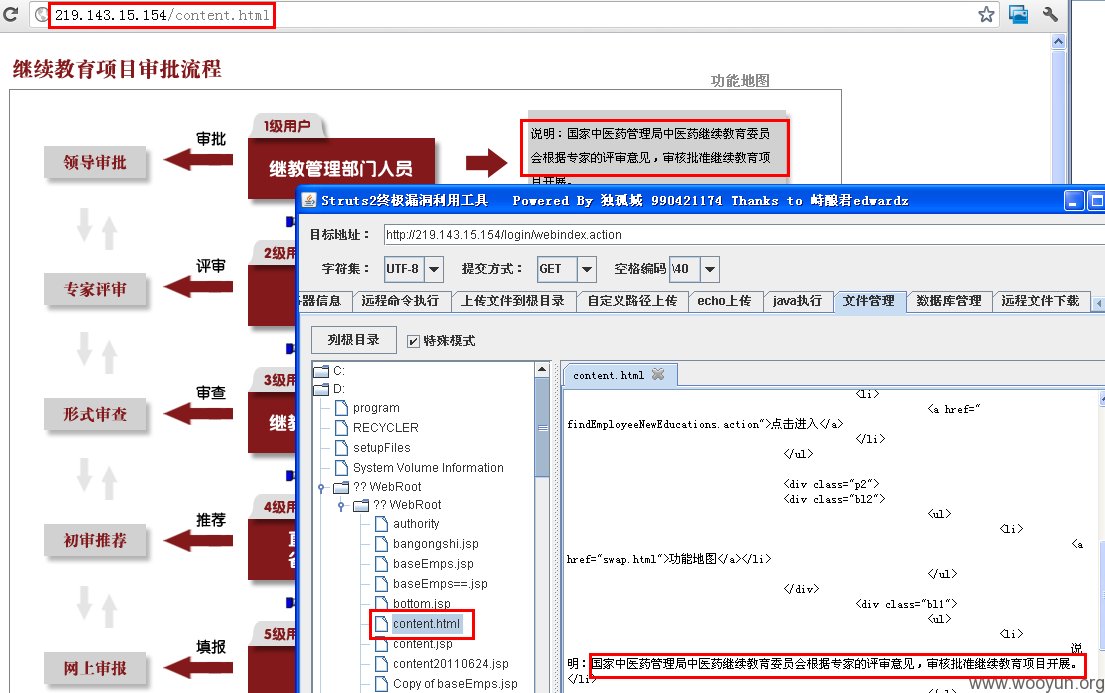 219.143.15.154/content.html
继续教育项目审批流程
功能地图
1级用户
审批
领导审批
继教管理部门人员
说明：国家中医药管理局中医药继续教育委员
会根据专家的评审意见，审核批准继续教育项
目开展。
Struts2终极漏洞利用工具 Powered By 独孤城 990421174 Thanks to 峙酿君edwardz
目标地址：
http://219.143.15.154/login/webindex.action
字符集：
UTF-8
提交方式：
GET
空格编码
\40
器信息
远程命令执行
上传文件到根目录
自定义路径上传
echo上传
java执行
文件管理
数据库管理
远程文件下载
列根目录
特殊模式
2级用
评审
专家评审
3级用
审查
形式审查
继
4级用
推荐
初审推荐
5级用
填报
网上审报
C:
D:
program
RECYCLER
setupFiles
System Volume Information
?? WebRoot
?? WebRoot
authority
bangongshi.jsp
baseEmps.jsp
baseEmps==.jsp
bottom.jsp
content.html
content.jsp
content20110624.jsp
Copy of baseEmps.jsp
content.html
<li>
<a href="
findEmployeeNewEducations.action">点击进入</a>
</li>
</ul>
<div class="p2">
<div class="bl2">
<ul>
<li>
<a
href="swap.html">功能地图</a></li>
</ul>
</div>
<div class="bl1">
<ul>
<li>
说
明：国家中医药管理局中医药继续教育委员会根据专家的评审意见，审核批准继续教育项目开展。
</li>
www.wooyun.org